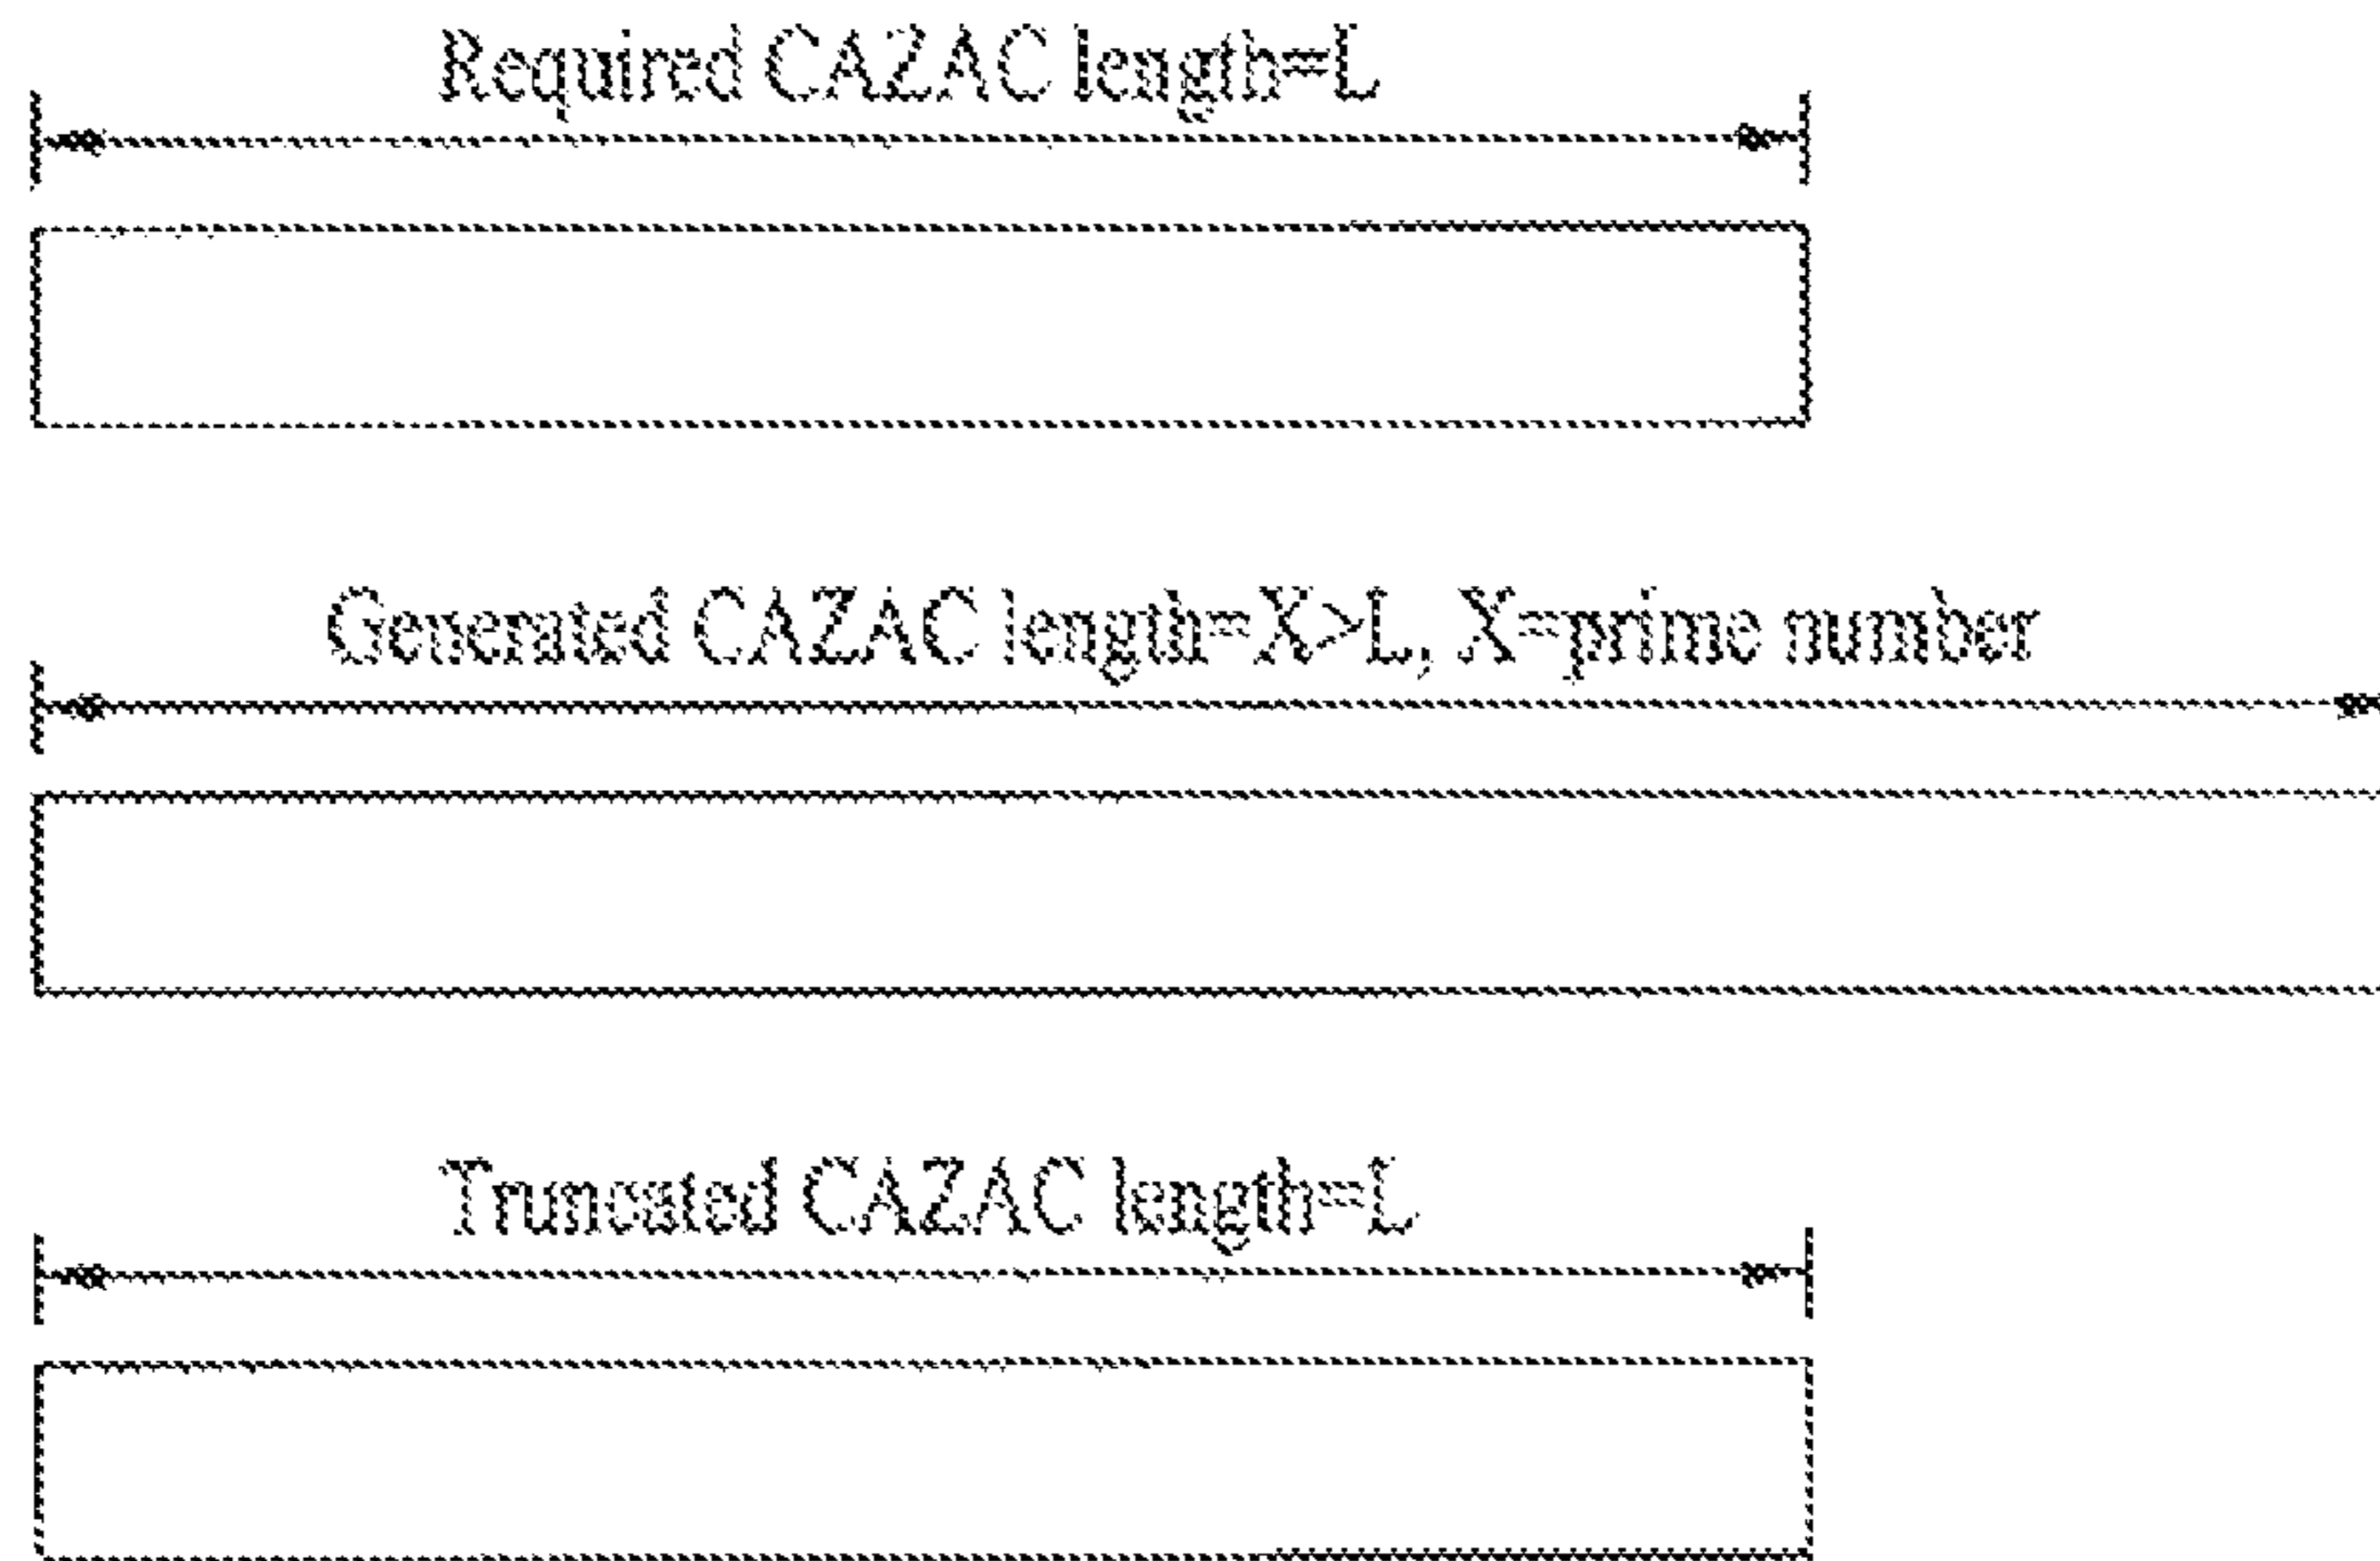 Required CAZAC length=L
Generated CAZAC length=X>L, X=prime number
Truncated CAZAC length=L